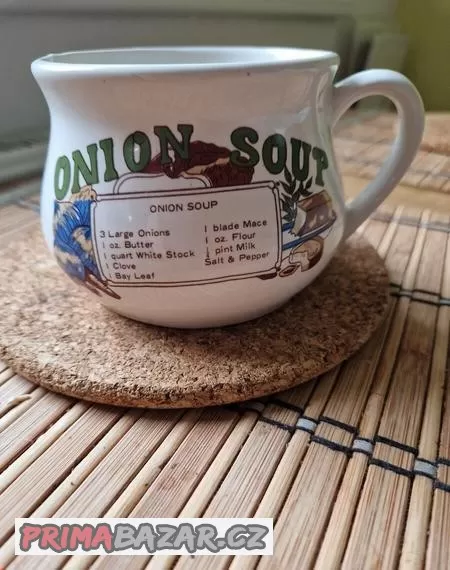 ONION SOUP
ONION SOUP
3 Large Onions
1 oz. Butter
1 quart White Stock
1 Clove
1 Bay Leaf
1 blade Mace
1 oz. Flour
pint Milk
Salt & Pepper
PRIMABAZAR.CZ